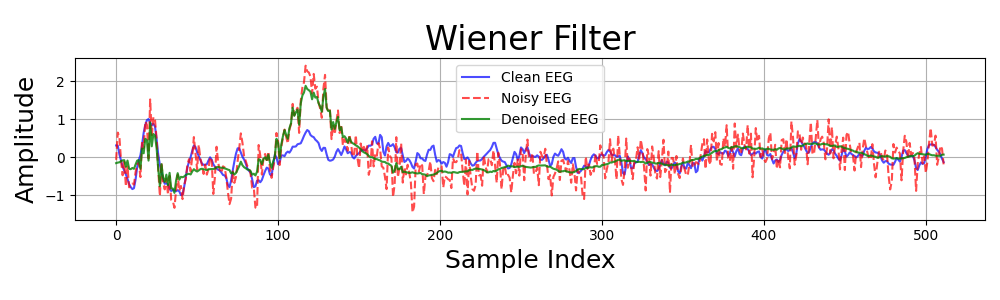 Wiener Filter
Amplitude
2
1
0
−1
Clean EEG
Noisy EEG
Denoised EEG
0 100 200 300 400 500
Sample Index